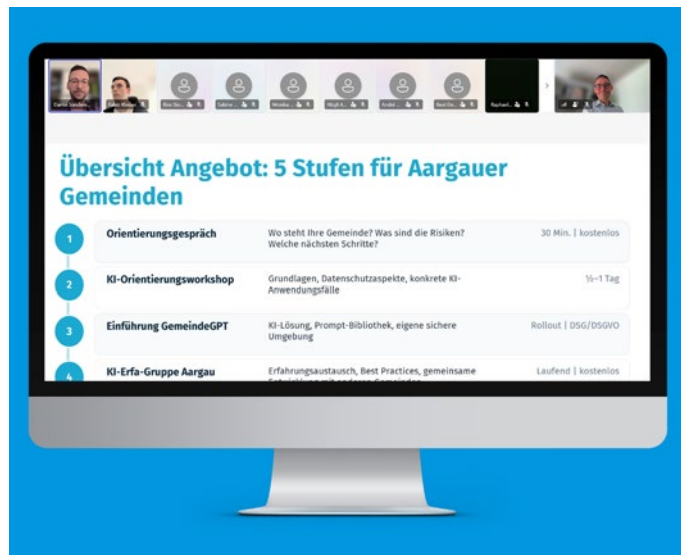 Übersicht Angebot: 5 Stufen für Aargauer
Gemeinden
1
Orientierungsgespräch
Wo steht Ihre Gemeinde? Was sind die Risiken?
Welche nächsten Schritte?
30 Min. | kostenlos
2
KI-Orientierungsworkshop
Grundlagen, Datenschutzaspekte, konkrete KI-
Anwendungsfälle
½–1 Tag
3
Einführung GemeindeGPT
KI-Lösung, Prompt-Bibliothek, eigene sichere
Umgebung
Rollout | DSG/DSGVO
4
KI-Erfa-Gruppe Aargau
Erfahrungsaustausch, Best Practices, gemeinsame
Laufend | kostenlos